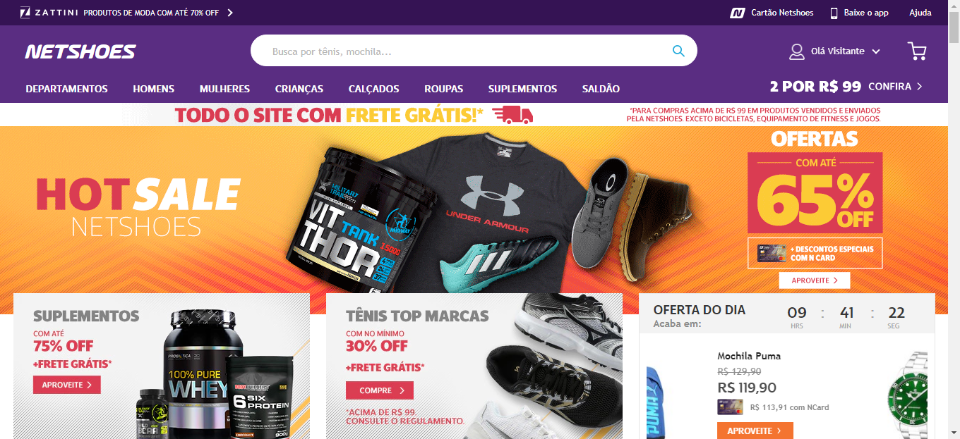 ZATTINI PRODUTOS DE MODA COM ATÉ 70% OFF
Cartão Netshoes
Baixe o app
Ajuda
NETSHOES
Busca por tênis, mochila...
Olá Visitante
DEPARTAMENTOS
HOMENS
MULHERES
CRIANÇAS
CALÇADOS
ROUPAS
SUPLEMENTOS
SALDÃO
2 POR R$ 99 CONFIRA
TODO O SITE COM FRETE GRÁTIS!*
*PARA COMPRAS ACIMA DE R$ 99 EM PRODUTOS VENDIDOS E ENVIADOS
PELA NETSHOES. EXCETO BICICLETAS, EQUIPAMENTO DE FITNESS E JOGOS.
HOT SALE
NETSHOES
MILITARY
TRAIL
VIT
TANK
THOR
UNDER ARMOUR
OFERTAS
COM ATÉ
65%
OFF
+ DESCONTOS ESPECIAIS
COM N CARD
APROVEITE
SUPLEMENTOS
COM ATÉ
75% OFF
+FRETE GRÁTIS*
APROVEITE
100% PURE
WHEY
6 SIX
PROTEIN
TÊNIS TOP MARCAS
COM NO MÍNIMO
30% OFF
+FRETE GRÁTIS*
COMPRE
*ACIMA DE R$ 99.
CONSULTE O REGULAMENTO.
OFERTA DO DIA
Acaba em:
09 : 41 : 22
HRS MIN SEG
Mochila Puma
R$ 129,90
R$ 119,90
R$ 113,91 com NCard
APROVEITE
PUMA